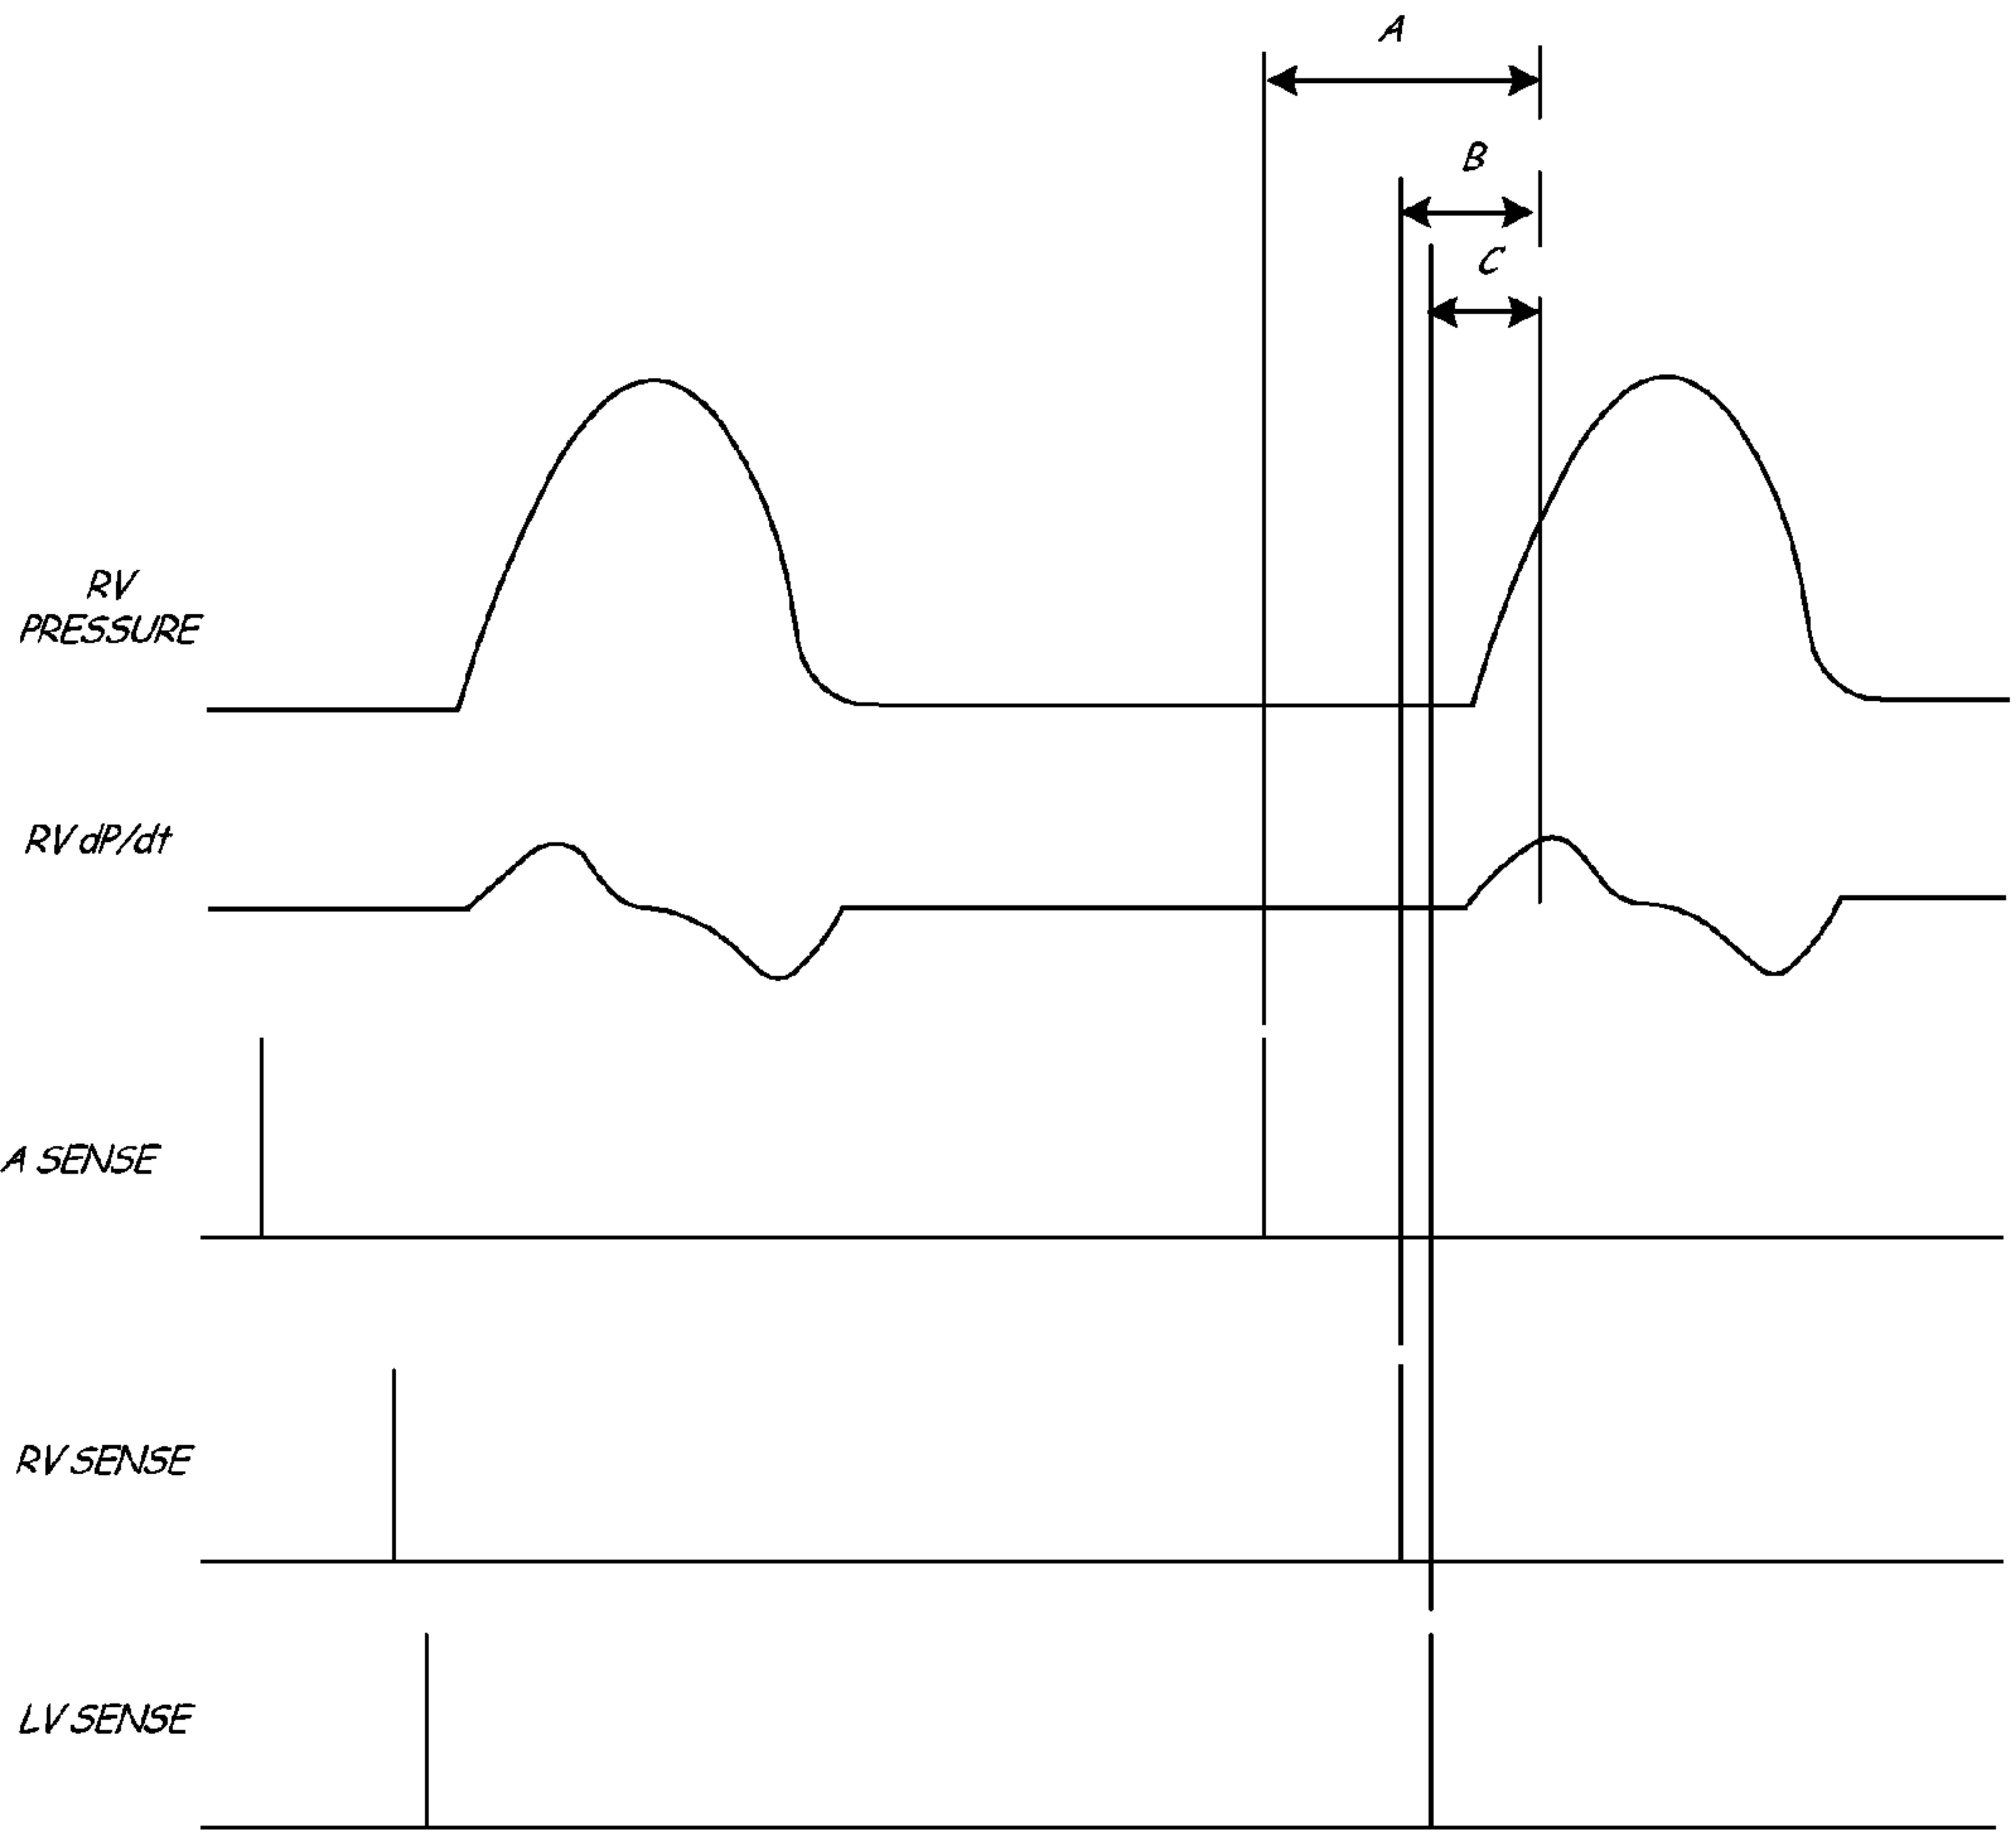 A
B
C
RV
PRESSURE
RV dP/dt
A SENSE
RV SENSE
LV SENSE